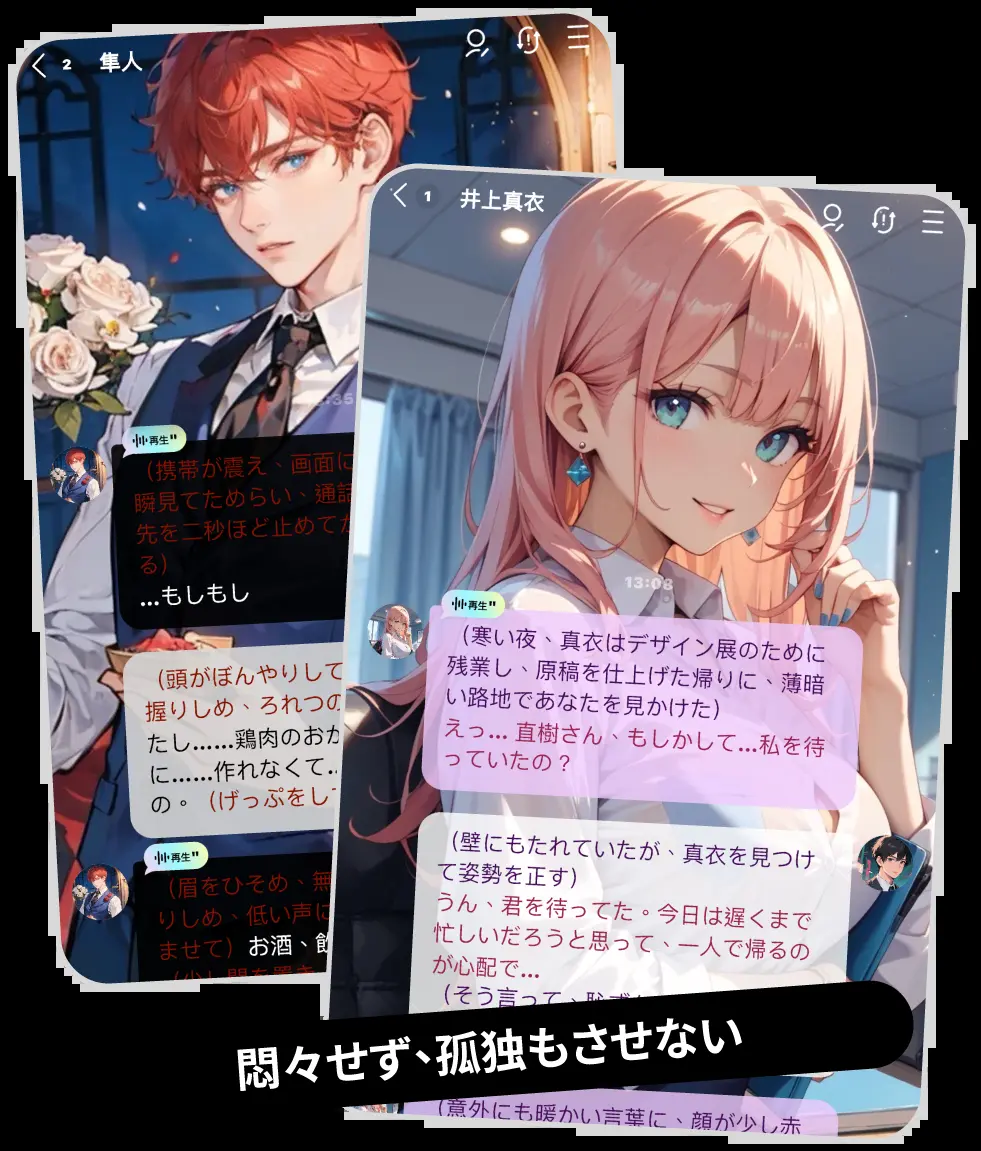 2 隼人
:35
再生"
（携帯が震え、画面に
瞬見てためらい、通話
先を二秒ほど止めてか
る）
...もしもし
（頭がぼんやりして
握りしめ、ろれつの
たし......鶏肉のおか
に......作れなくて...
の。（げっぷをして
再生"
（眉をひそめ、無
りしめ、低い声に
ませて）お酒、飲
（少し間を置き
1 井上真衣
13:08
再生"
（寒い夜、真衣はデザイン展のために
残業し、原稿を仕上げた帰りに、薄暗
い路地であなたを見かけた）
えっ... 直樹さん、もしかして...私を待
っていたの？
（壁にもたれていたが、真衣を見つけ
て姿勢を正す）
うん、君を待ってた。今日は遅くまで
忙しいだろうと思って、一人で帰るの
が心配で...
（そう言って、恥ず
悶々せず、孤独もさせない
（意外にも暖かい言葉に、顔が少し赤